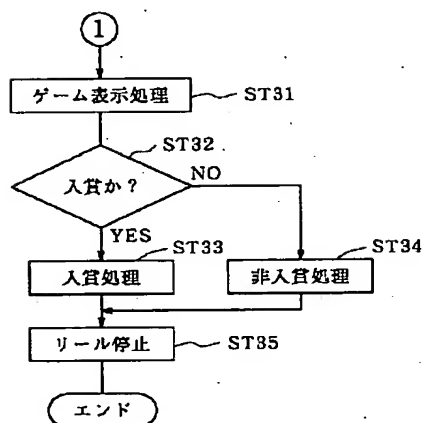 1
ゲーム表示処理 ST31
ST32
入賞か?
NO
YES
ST33
ST34
入賞処理
非入賞処理
リール停止 ST35
エンド